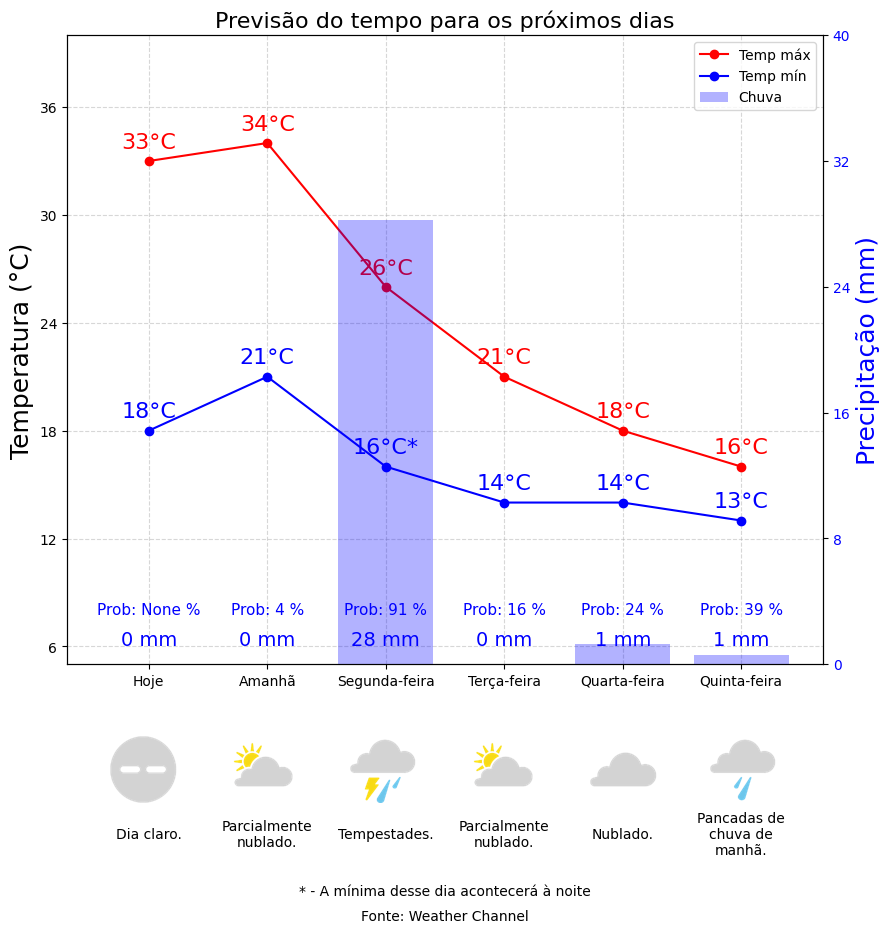 Previsão do tempo para os próximos dias
Temp máx
Temp mín
Chuva
Temperatura (°C)
36
30
24
18
12
6
Precipitação (mm)
40
32
24
16
8
0
33°C
34°C
26°C
21°C
18°C
16°C
18°C
21°C
16°C*
14°C
14°C
13°C
Prob: None %
Prob: 4 %
Prob: 91 %
Prob: 16 %
Prob: 24 %
Prob: 39 %
0 mm
0 mm
28 mm
0 mm
1 mm
1 mm
Hoje
Amanhã
Segunda-feira
Terça-feira
Quarta-feira
Quinta-feira
Dia claro.
Parcialmente
nublado.
Tempestades.
Parcialmente
nublado.
Nublado.
Pancadas de
chuva de
manhã.
* - A mínima desse dia acontecerá à noite
Fonte: Weather Channel